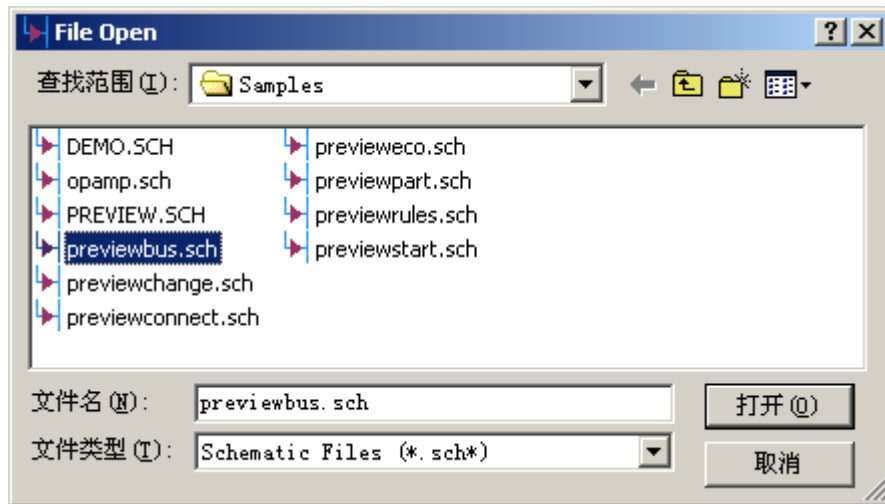 File Open
查找范围(I): Samples
DEMO.SCH
opamp.sch
PREVIEW.SCH
previewbus.sch
previewchange.sch
previewconnect.sch
previeweco.sch
previewpart.sch
previewrules.sch
previewstart.sch
文件名(N): previewbus.sch
打开(O)
文件类型(T): Schematic Files (*.sch*)
取消